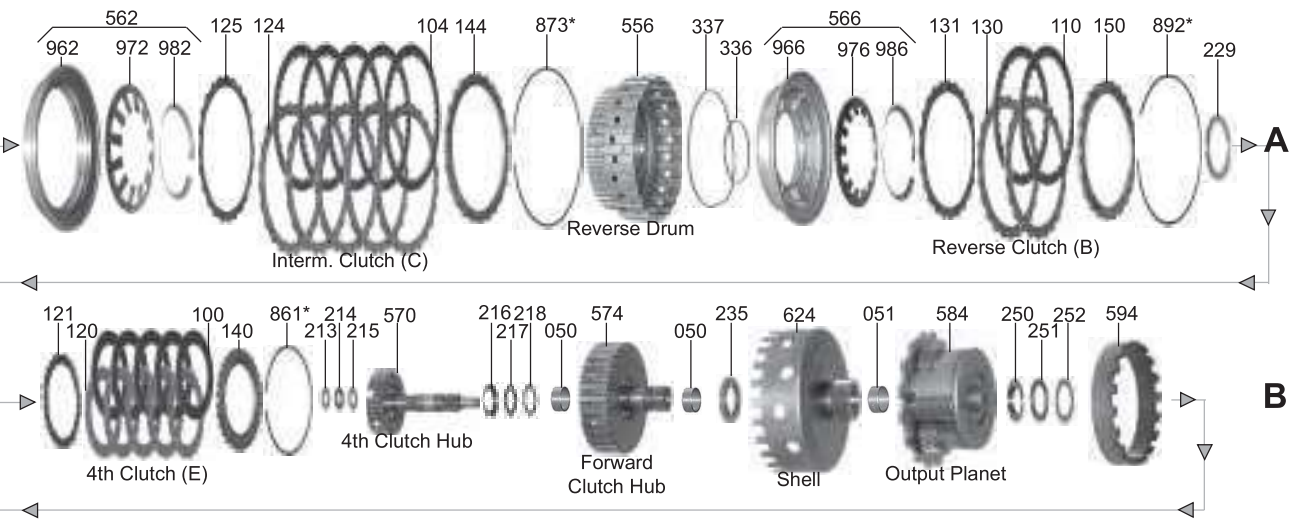 562
566
962 972 982 125 124 104 144 873* 556 337 336 966 976 986 131 130 110 150 892* 229
A
Reverse Drum
Reverse Clutch (B)
Interm. Clutch (C)
121 120 100 140 861* 213 214 215 570 216 217 218 050 574 050 235 624 051 584 250 251 252 594
B
4th Clutch Hub
4th Clutch (E)
Forward
Clutch Hub
Shell
Output Planet